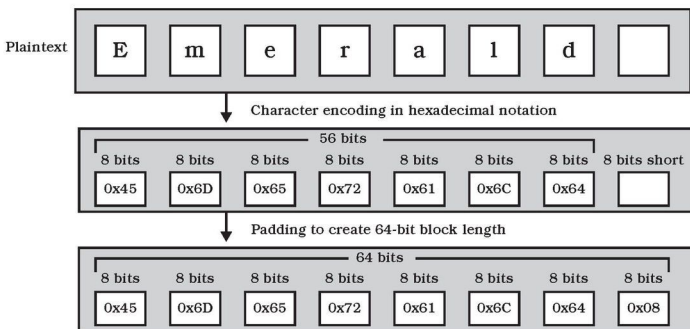 Plaintext E m e r a l d
Character encoding in hexadecimal notation
56 bits
8 bits 8 bits 8 bits 8 bits 8 bits 8 bits 8 bits 8 bits short
0x45 0x6D 0x65 0x72 0x61 0x6C 0x64
Padding to create 64-bit block length
64 bits
8 bits 8 bits 8 bits 8 bits 8 bits 8 bits 8 bits 8 bits
0x45 0x6D 0x65 0x72 0x61 0x6C 0x64 0x08